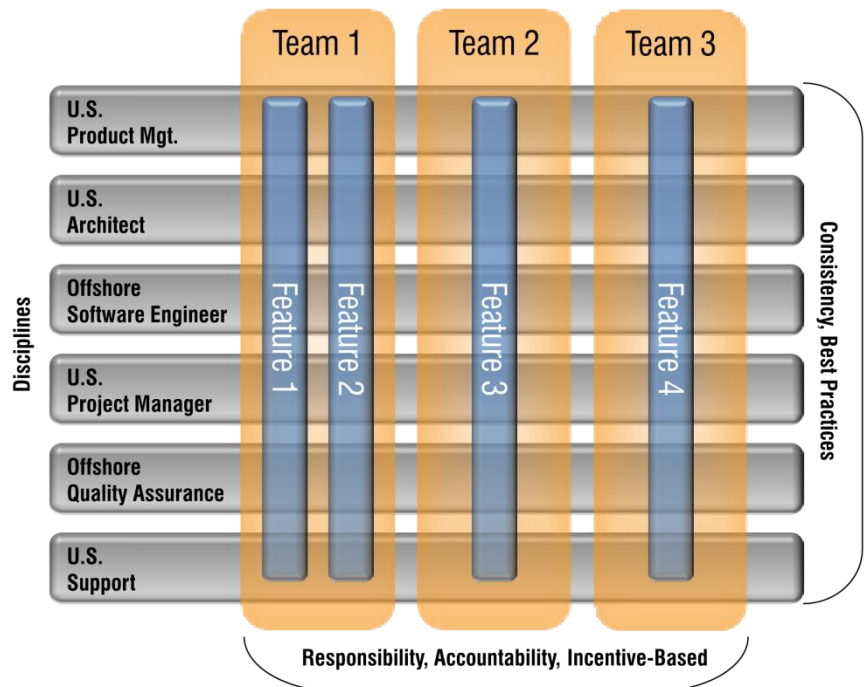 Team 1
Team 2
Team 3
U.S.
Product Mgt.
U.S.
Architect
Offshore
Software Engineer
U.S.
Project Manager
Offshore
Quality Assurance
U.S.
Support
Disciplines
Feature 1
Feature 2
Feature 3
Feature 4
Consistency, Best Practices
Responsibility, Accountability, Incentive-Based